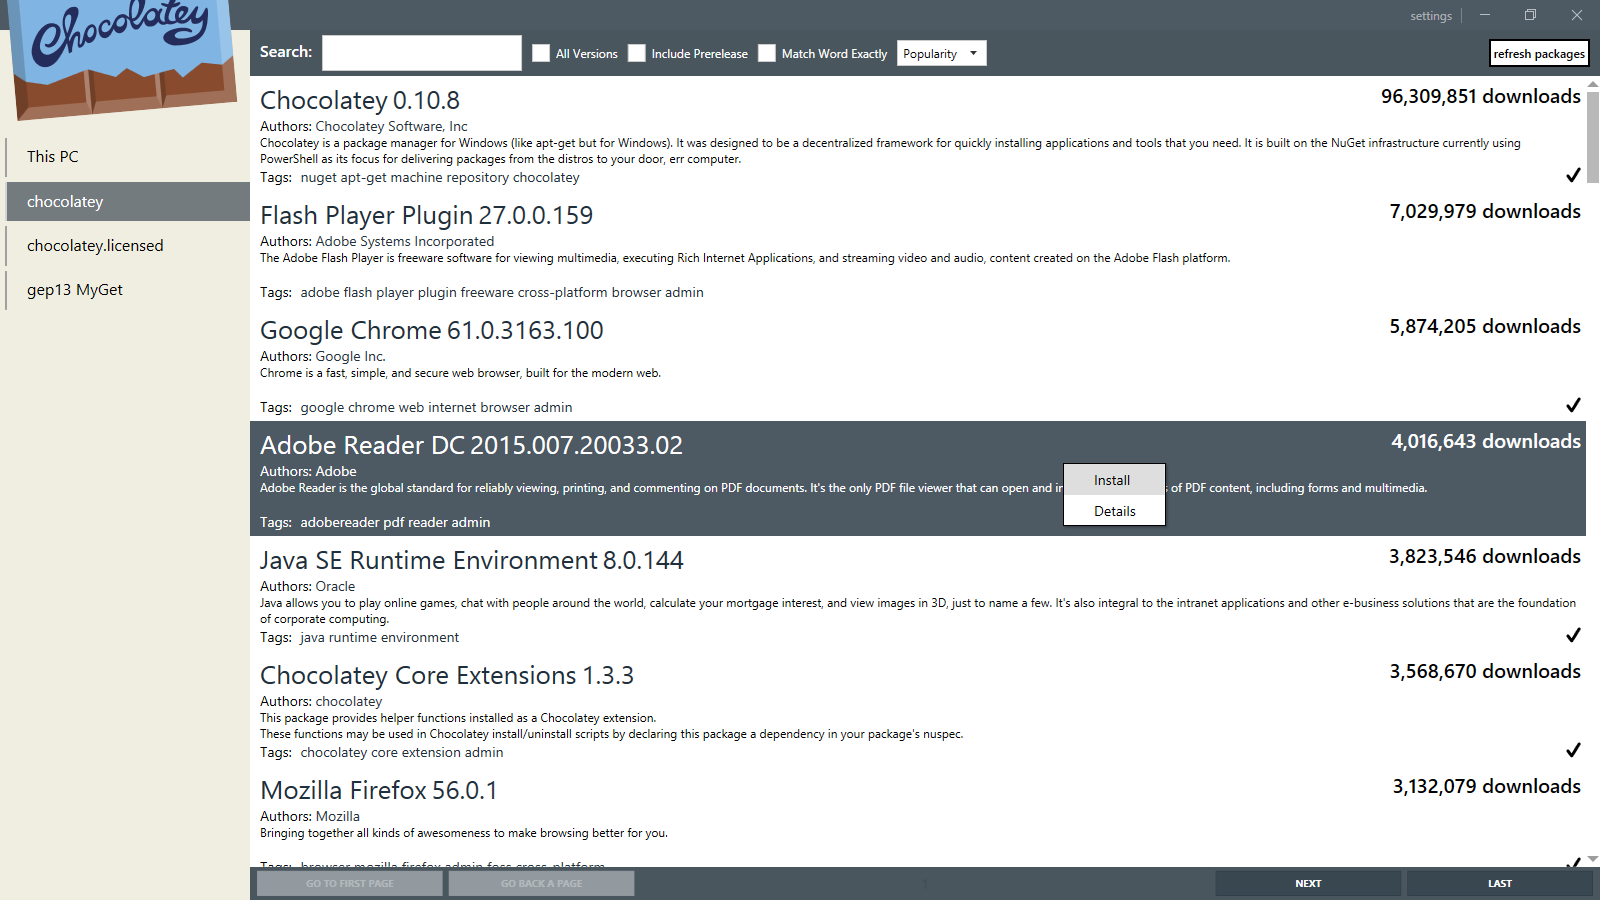 Chocolatey
settings
Search:
All Versions
Include Prerelease
Match Word Exactly
Popularity
refresh packages
This PC
chocolatey
chocolatey.licensed
gep13 MyGet
Chocolatey 0.10.8
96,309,851 downloads
Authors: Chocolatey Software, Inc
Chocolatey is a package manager for Windows (like apt-get but for Windows). It was designed to be a decentralized framework for quickly installing applications and tools that you need. It is built on the NuGet infrastructure currently using
PowerShell as its focus for delivering packages from the distros to your door, err computer.
Tags: nuget apt-get machine repository chocolatey
Flash Player Plugin 27.0.0.159
7,029,979 downloads
Authors: Adobe Systems Incorporated
The Adobe Flash Player is freeware software for viewing multimedia, executing Rich Internet Applications, and streaming video and audio, content created on the Adobe Flash platform.
Tags: adobe flash player plugin freeware cross-platform browser admin
Google Chrome 61.0.3163.100
5,874,205 downloads
Authors: Google Inc.
Chrome is a fast, simple, and secure web browser, built for the modern web.
Tags: google chrome web internet browser admin
Adobe Reader DC 2015.007.20033.02
4,016,643 downloads
Authors: Adobe
Adobe Reader is the global standard for reliably viewing, printing, and commenting on PDF documents. It's the only PDF file viewer that can open and of PDF content, including forms and multimedia.
Install
Details
Tags: adobereader pdf reader admin
Java SE Runtime Environment 8.0.144
3,823,546 downloads
Authors: Oracle
Java allows you to play online games, chat with people around the world, calculate your mortgage interest, and view images in 3D, just to name a few. It's also integral to the intranet applications and other e-business solutions that are the foundation
of corporate computing.
Tags: java runtime environment
Chocolatey Core Extensions 1.3.3
3,568,670 downloads
Authors: chocolatey
This package provides helper functions installed as a Chocolatey extension.
These functions may be used in Chocolatey install/uninstall scripts by declaring this package a dependency in your package's nuspec.
Tags: chocolatey core extension admin
Mozilla Firefox 56.0.1
3,132,079 downloads
Authors: Mozilla
Bringing together all kinds of awesomeness to make browsing better for you.
Tags: browser mozilla firefox admin foss cross-platform
GO TO FIRST PAGE
GO BACK A PAGE
1
NEXT
LAST